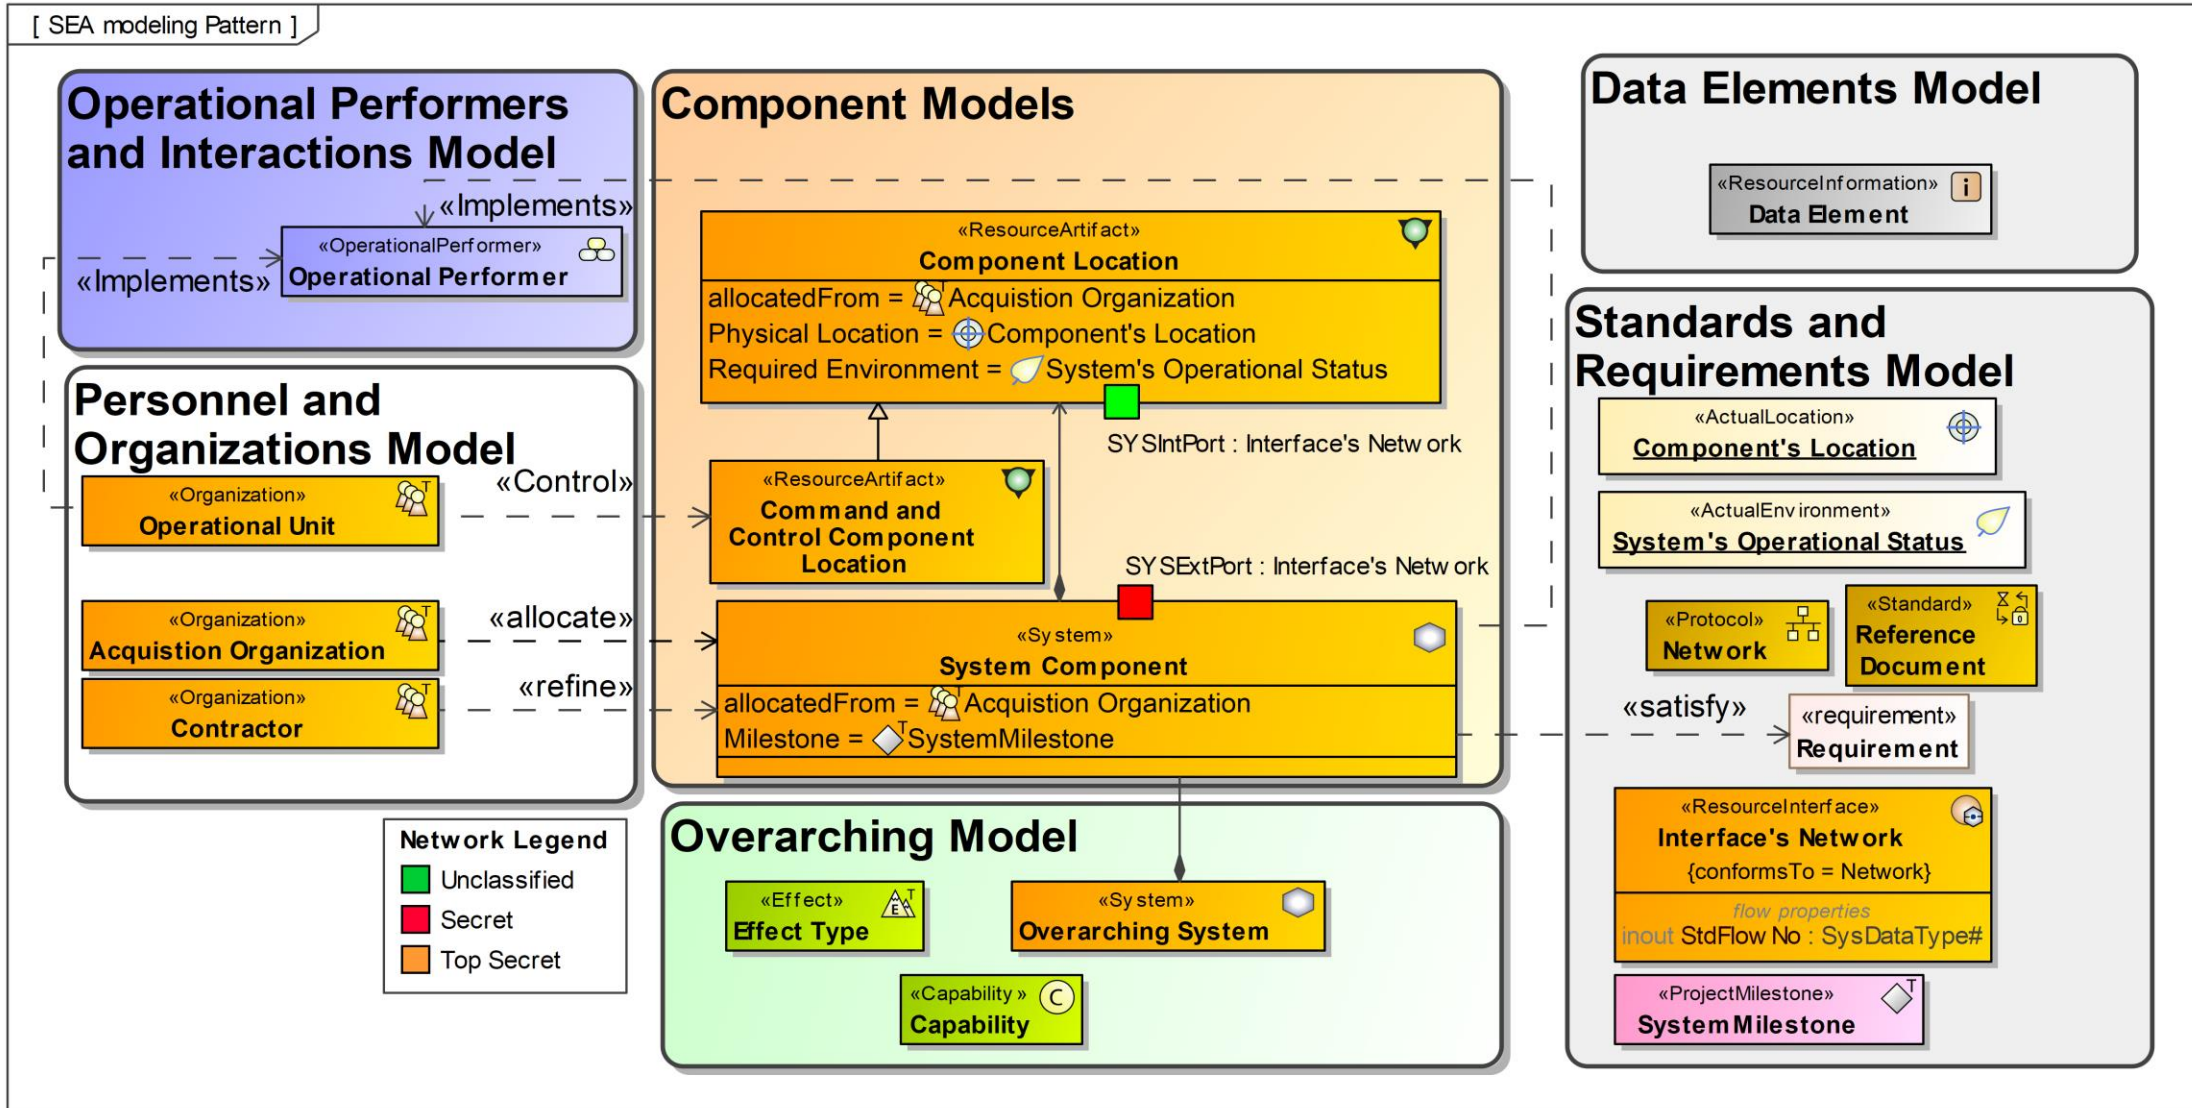 [ SEA modeling Pattern ]
Operational Performers
and Interactions Model
«Implements»
«OperationalPerformer»
Operational Performer
«Implements»
Personnel and
Organizations Model
«Organization»
Operational Unit
«Control»
«Organization»
Acquistion Organization
«allocate»
«Organization»
Contractor
«refine»
Network Legend
Unclassified
Secret
Top Secret
Component Models
«ResourceArtifact»
Component Location
allocatedFrom = Acquistion Organization
Physical Location = Component's Location
Required Environment = System's Operational Status
SYSIntPort : Interface's Network
«ResourceArtifact»
Command and
Control Component
Location
SYSExtPort : Interface's Network
«System»
System Component
allocatedFrom = Acquistion Organization
Milestone = SystemMilestone
Overarching Model
«Effect»
Effect Type
«System»
Overarching System
«Capability»
Capability
Data Elements Model
«ResourceInformation»
Data Element
Standards and
Requirements Model
«ActualLocation»
Component's Location
«ActualEnvironment»
System's Operational Status
«Protocol»
Network
«Standard»
Reference
Document
«satisfy»
«requirement»
Requirement
«ResourceInterface»
Interface's Network
{conformsTo = Network}
flow properties
inout StdFlow No : SysDataType#
«ProjectMilestone»
SystemMilestone